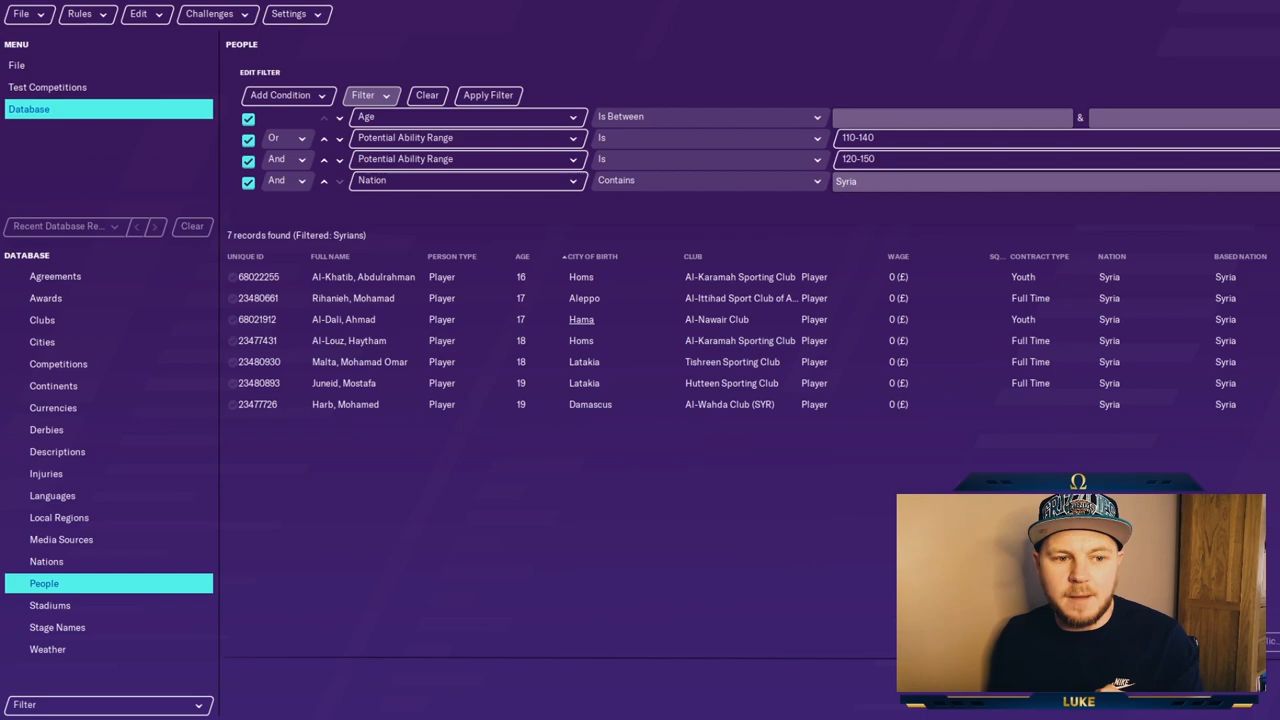 File Rules Edit Challenges Settings
MENU
File
Test Competitions
Database
Recent Database Re... Clear
DATABASE
Agreements
Awards
Clubs
Cities
Competitions
Continents
Currencies
Derbies
Descriptions
Injuries
Languages
Local Regions
Media Sources
Nations
People
Stadiums
Stage Names
Weather
Filter
PEOPLE
EDIT FILTER
Add Condition Filter Clear Apply Filter
Age Is Between &
Or Potential Ability Range Is 110-140
And Potential Ability Range Is 120-150
And Nation Contains Syria
7 records found (Filtered: Syrians)
UNIQUE ID FULL NAME PERSON TYPE AGE CITY OF BIRTH CLUB WAGE SQ... CONTRACT TYPE NATION BASED NATION
68022255 Al-Khatib, Abdulrahman Player 16 Homs Al-Karamah Sporting Club Player 0 (£) Youth Syria Syria
23480661 Rihanieh, Mohamad Player 17 Aleppo Al-Ittihad Sport Club of A... Player 0 (£) Full Time Syria Syria
68021912 Al-Dali, Ahmad Player 17 Hama Al-Nawair Club Player 0 (£) Youth Syria Syria
23477431 Al-Louz, Haytham Player 18 Homs Al-Karamah Sporting Club Player 0 (£) Full Time Syria Syria
23480930 Malta, Mohamad Omar Player 18 Latakia Tishreen Sporting Club Player 0 (£) Full Time Syria Syria
23480893 Juneid, Mostafa Player 19 Latakia Hutteen Sporting Club Player 0 (£) Full Time Syria Syria
23477726 Harb, Mohamed Player 19 Damascus Al-Wahda Club (SYR) Player 0 (£) Syria Syria
Ω
NIKE
LUKE